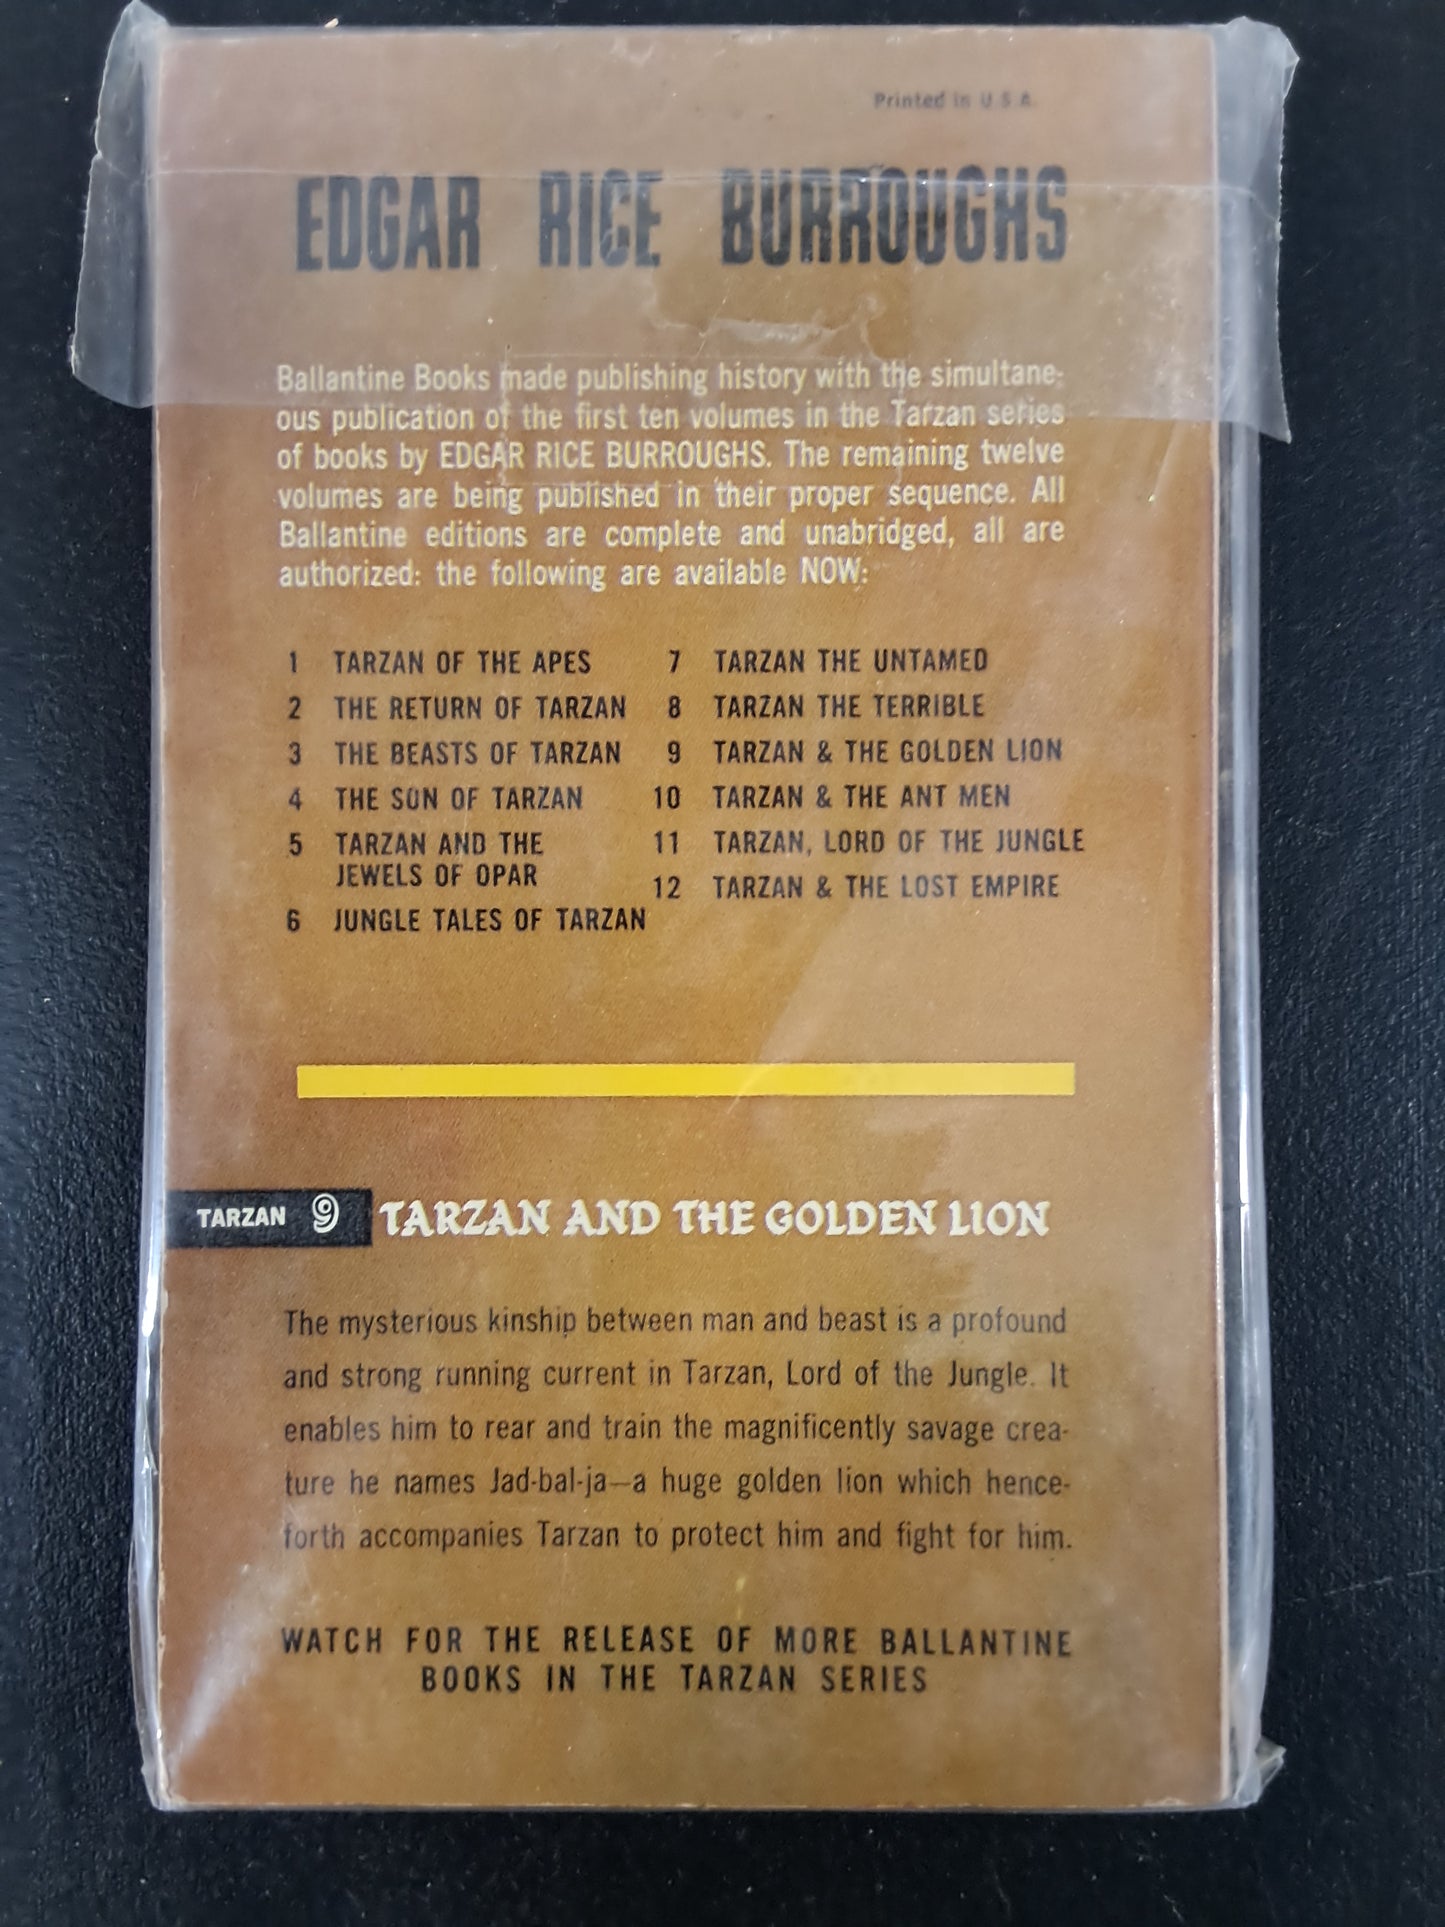 Printed in U.S.A.
EDGAR RICE BURROUGHS
Ballantine Books made publishing history with the simultane-
ous publication of the first ten volumes in the Tarzan series
of books by EDGAR RICE BURROUGHS. The remaining twelve
volumes are being published in their proper sequence. All
Ballantine editions are complete and unabridged, all are
authorized: the following are available NOW:
1 TARZAN OF THE APES
2 THE RETURN OF TARZAN
3 THE BEASTS OF TARZAN
4 THE SON OF TARZAN
5 TARZAN AND THE
JEWELS OF OPAR
6 JUNGLE TALES OF TARZAN
7 TARZAN THE UNTAMED
8 TARZAN THE TERRIBLE
9 TARZAN & THE GOLDEN LION
10 TARZAN & THE ANT MEN
11 TARZAN, LORD OF THE JUNGLE
12 TARZAN & THE LOST EMPIRE
TARZAN 9 TARZAN AND THE GOLDEN LION
The mysterious kinship between man and beast is a profound
and strong running current in Tarzan, Lord of the Jungle. It
enables him to rear and train the magnificently savage crea-
ture he names Jad-bal-ja—a huge golden lion which hence-
forth accompanies Tarzan to protect him and fight for him.
WATCH FOR THE RELEASE OF MORE BALLANTINE
BOOKS IN THE TARZAN SERIES